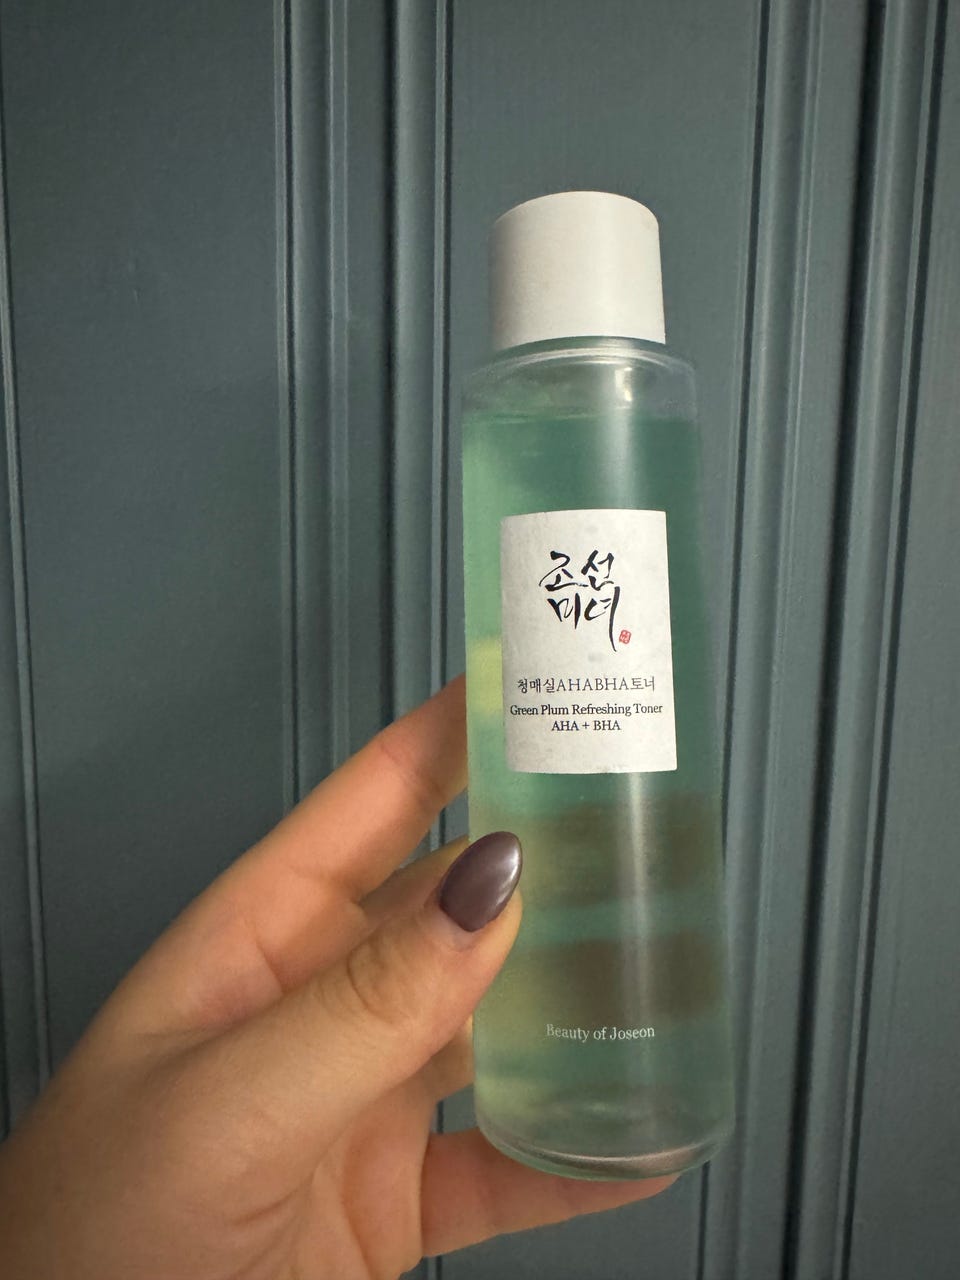 조선
미녀
청매실AHABHA토너
Green Plum Refreshing Toner
AHA + BHA
Beauty of Joseon